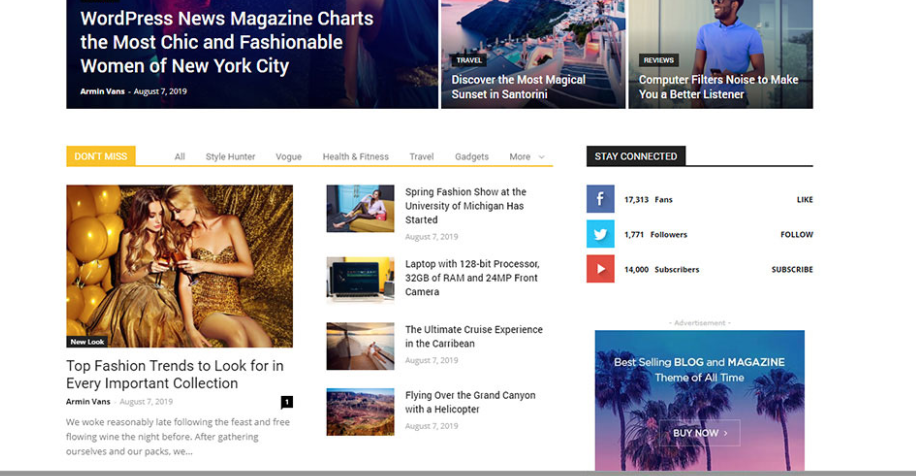 WordPress News Magazine Charts
the Most Chic and Fashionable
Women of New York City
Armin Vans - August 7, 2019
TRAVEL
Discover the Most Magical
Sunset in Santorini
REVIEWS
Computer Filters Noise to Make
You a Better Listener
DON'T MISS
All Style Hunter Vogue Health & Fitness Travel Gadgets More
New Look
Top Fashion Trends to Look for in
Every Important Collection
Armin Vans - August 7, 2019
1
We woke reasonably late following the feast and free
flowing wine the night before. After gathering
ourselves and our packs, we...
Spring Fashion Show at the
University of Michigan Has
Started
August 7, 2019
Laptop with 128-bit Processor,
32GB of RAM and 24MP Front
Camera
The Ultimate Cruise Experience
in the Carribean
August 7, 2019
Flying Over the Grand Canyon
with a Helicopter
August 7, 2019
STAY CONNECTED
17,313 Fans LIKE
1,771 Followers FOLLOW
14,000 Subscribers SUBSCRIBE
- Advertisement -
Best Selling BLOG and MAGAZINE
Theme of All Time
BUY NOW